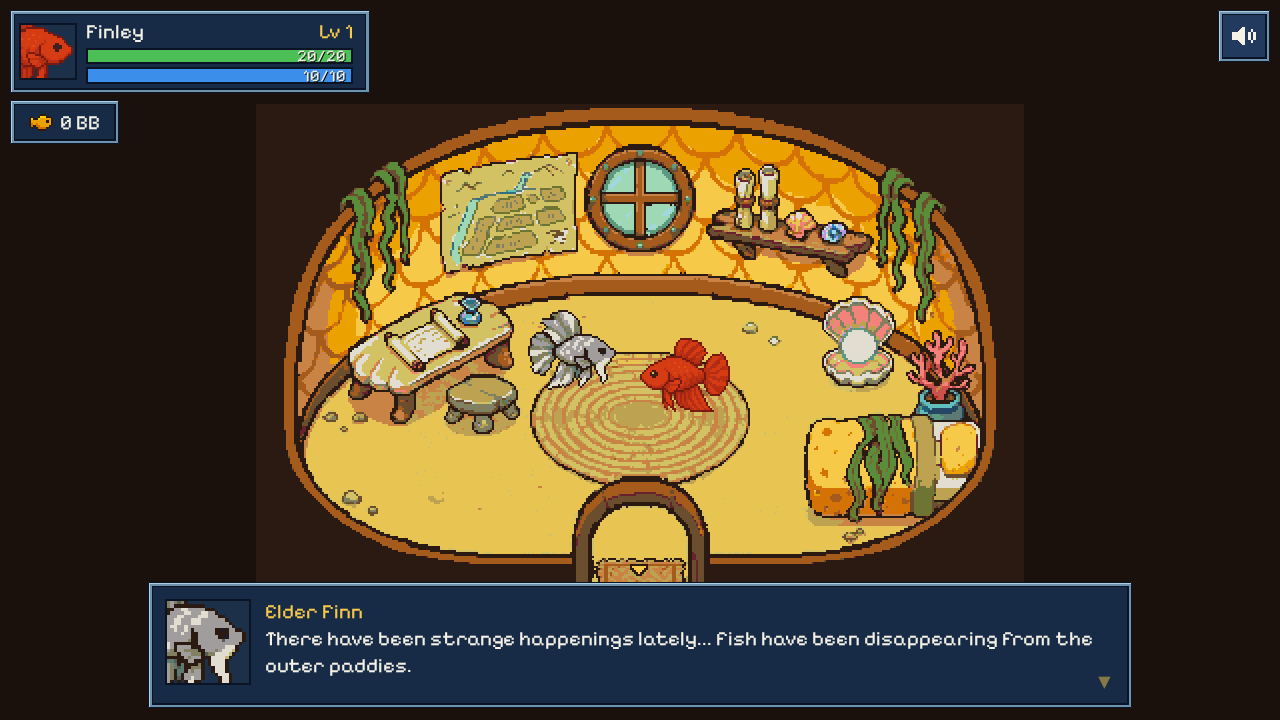 Finley Lv 1
20/20
10/10
0 BB
Elder Finn
There have been strange happenings lately... Fish have been disappearing from the
outer paddies.